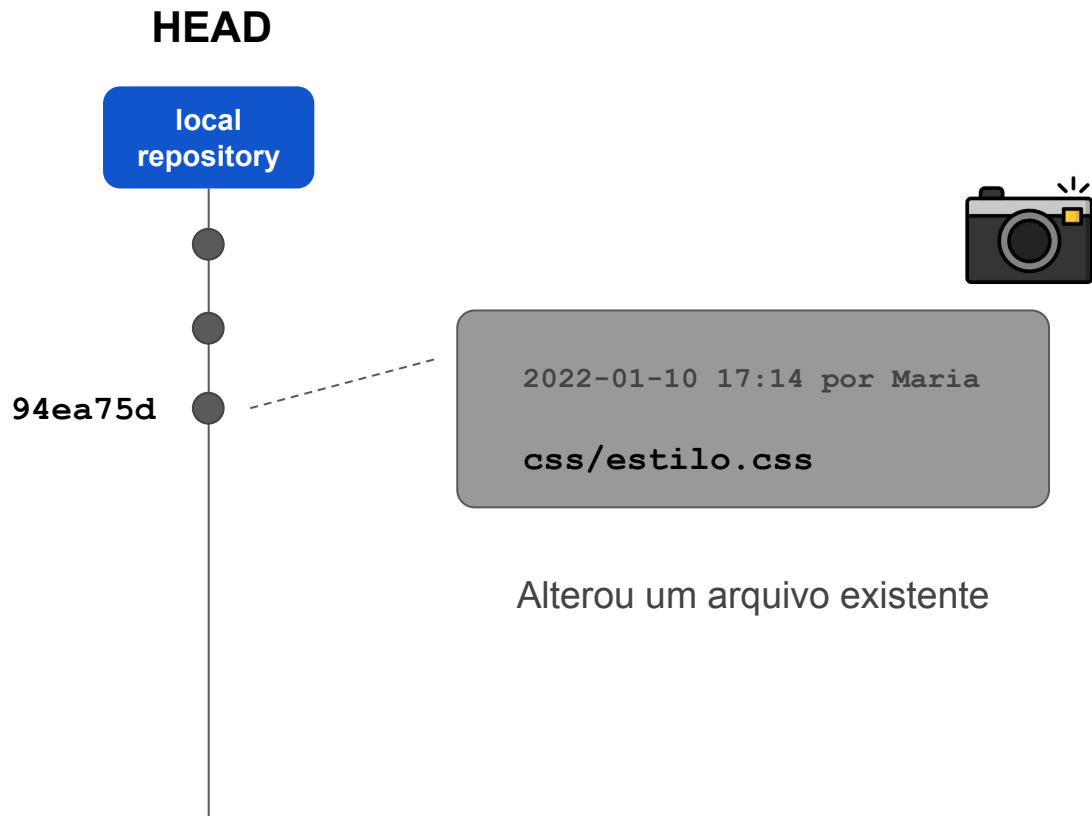 HEAD
local
repository
2022-01-10 17:14 por Maria
94ea75d
css/estilo.css
Alterou um arquivo existente